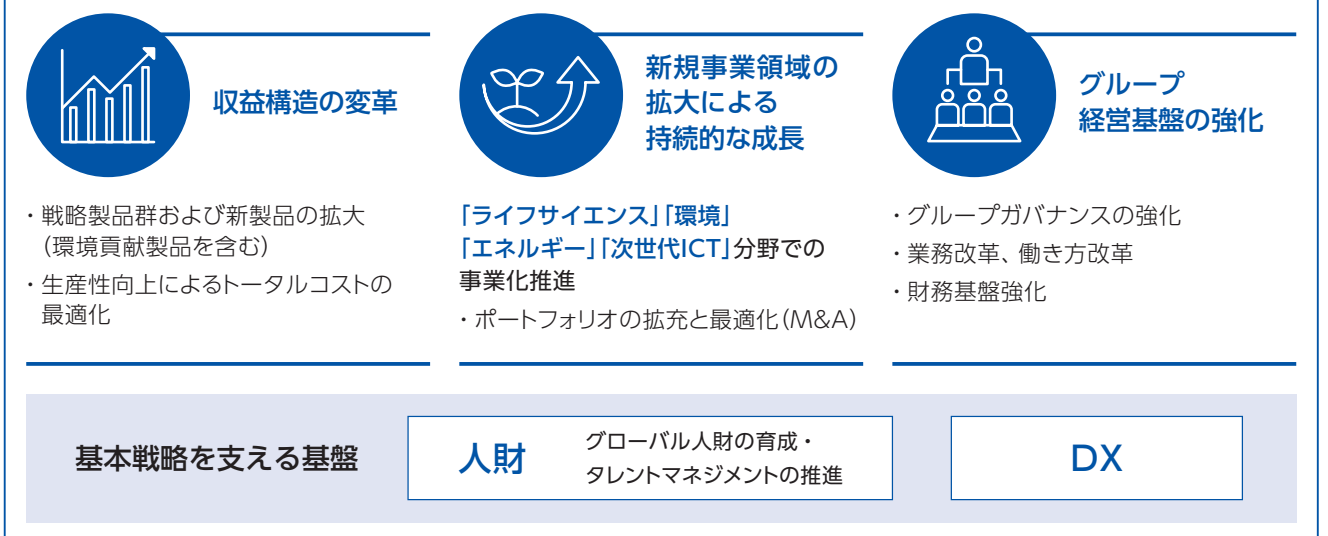 収益構造の変革
・戦略製品群および新製品の拡大
（環境貢献製品を含む）
・生産性向上によるトータルコストの
最適化
新規事業領域の
拡大による
持続的な成長
「ライフサイエンス」「環境」
「エネルギー」「次世代ICT」分野での
事業化推進
・ポートフォリオの拡充と最適化（M&A）
グループ
経営基盤の強化
・グループガバナンスの強化
・業務改革、働き方改革
・財務基盤強化
基本戦略を支える基盤
人財
グローバル人財の育成・
タレントマネジメントの推進
DX